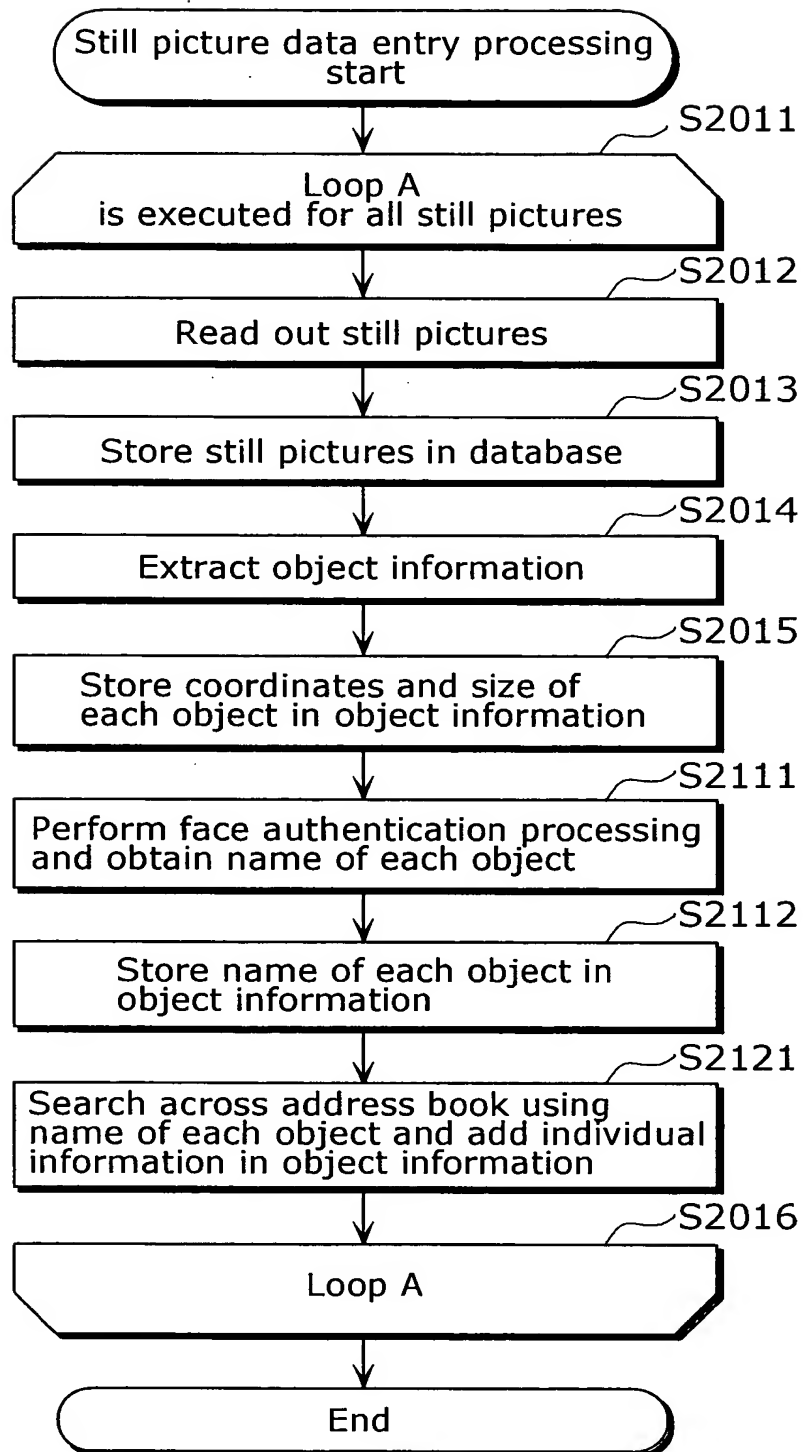 Still picture data entry processing
start
S2011
Loop A
is executed for all still pictures
S2012
Read out still pictures
S2013
Store still pictures in database
S2014
Extract object information
S2015
Store coordinates and size of
each object in object information
S2111
Perform face authentication processing
and obtain name of each object
S2112
Store name of each object in
object information
S2121
Search across address book using
name of each object and add individual
information in object information
S2016
Loop A
End